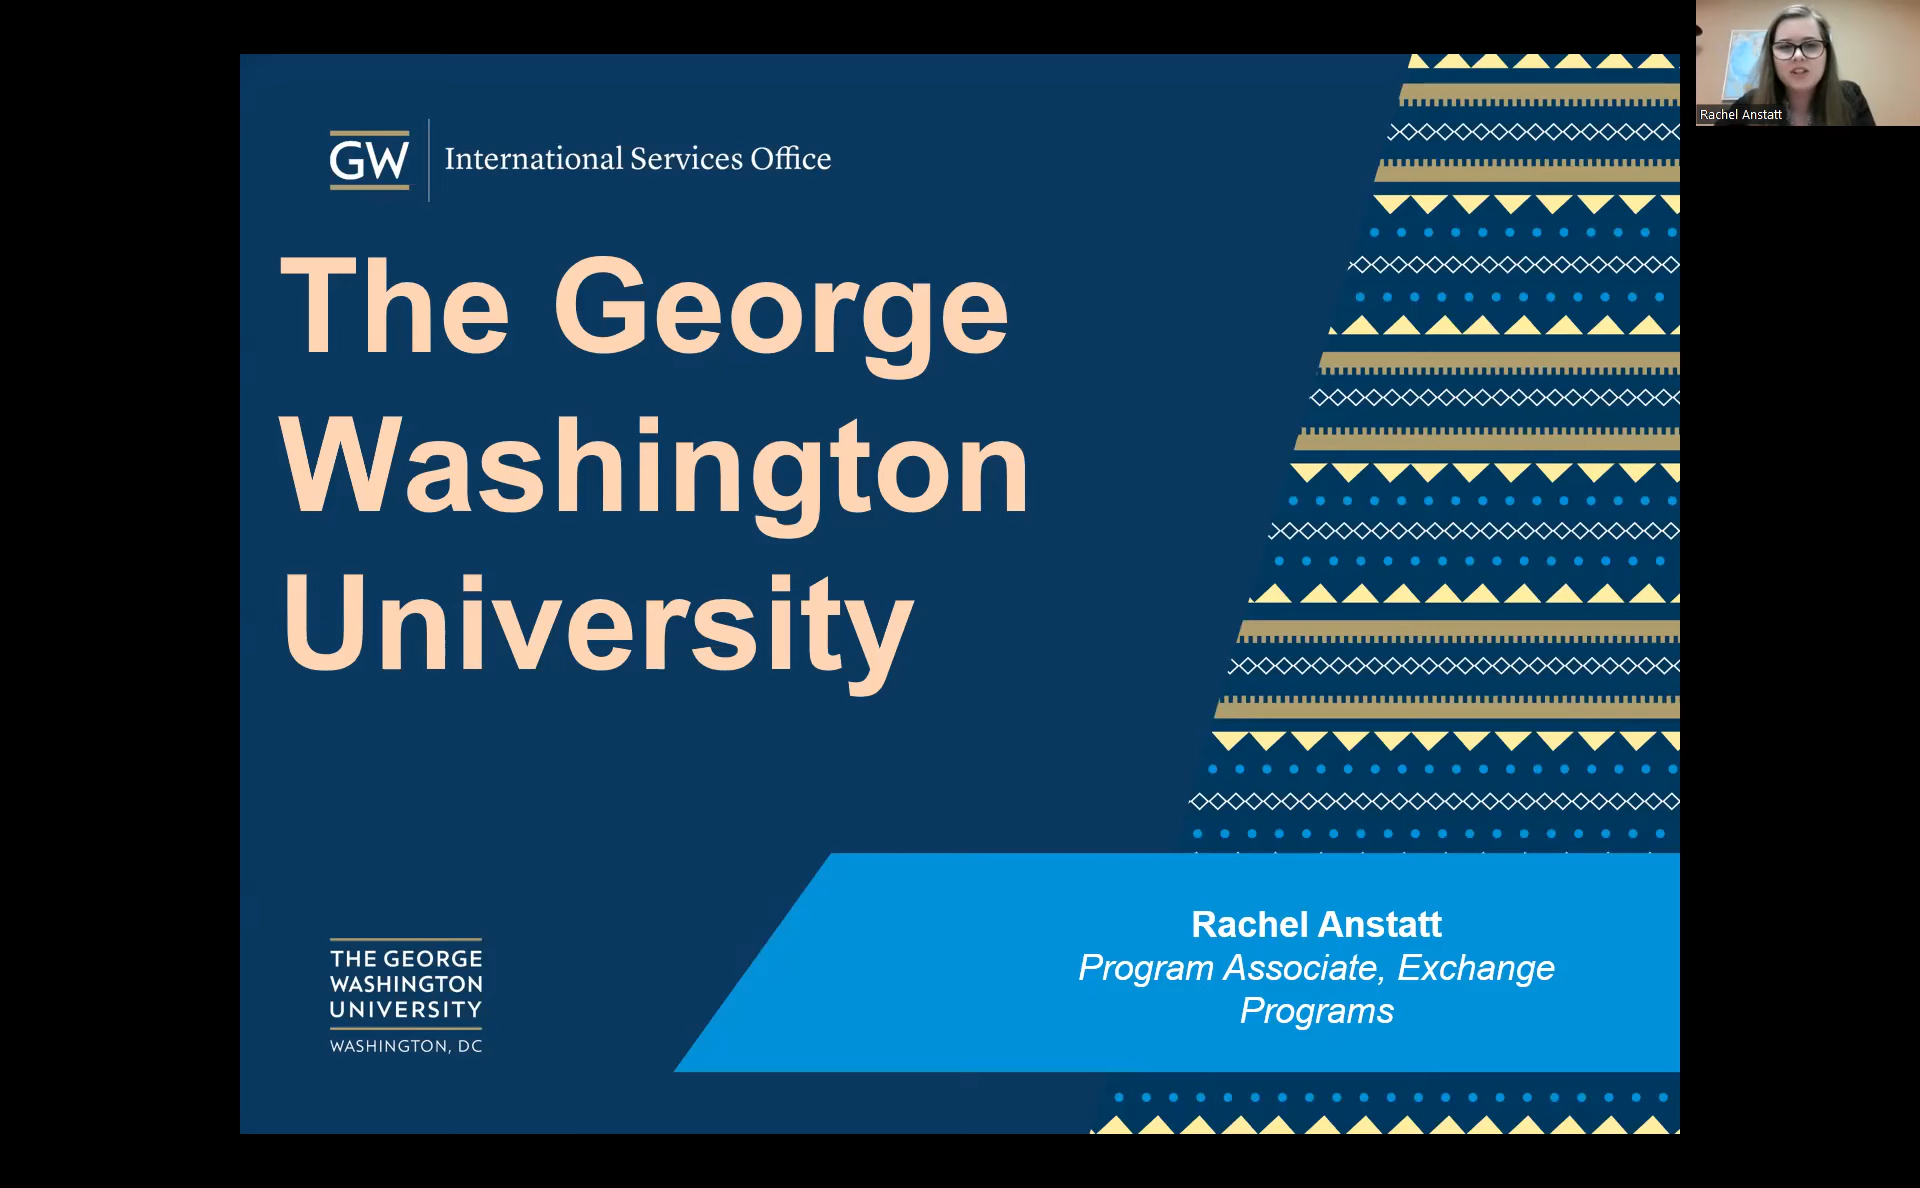 GW International Services Office
The George
Washington
University
Rachel Anstatt
Program Associate, Exchange
Programs
THE GEORGE
WASHINGTON
UNIVERSITY
WASHINGTON, DC
Rachel Anstatt